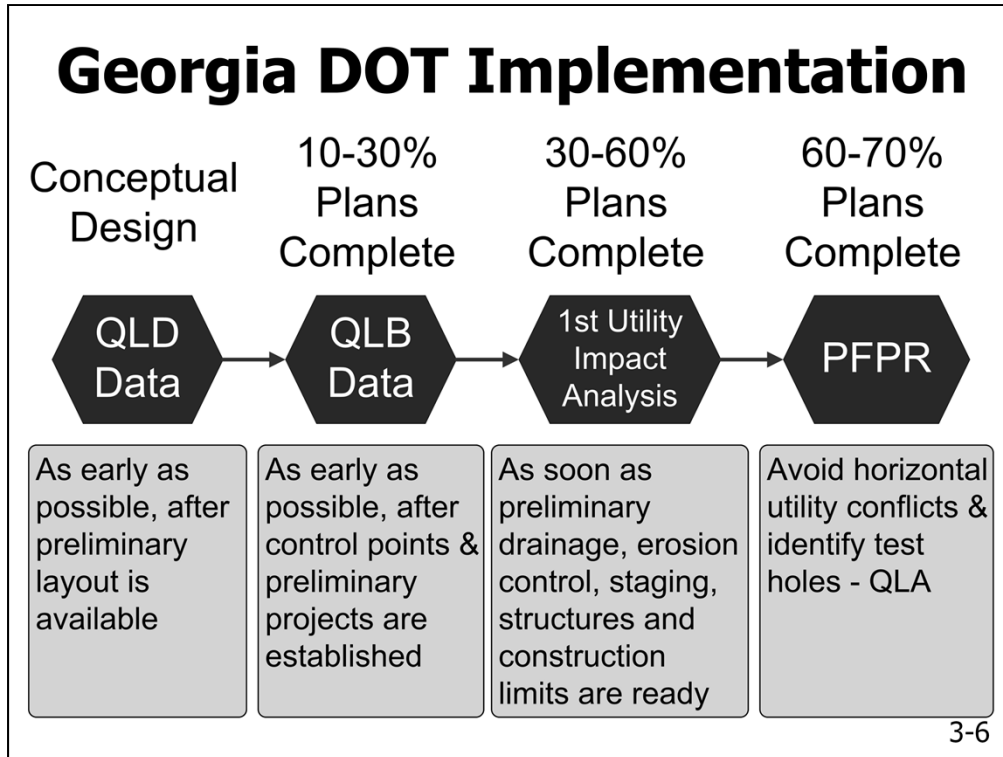 Georgia DOT Implementation
Conceptual
Design
10-30%
Plans
Complete
30-60%
Plans
Complete
60-70%
Plans
Complete
QLD
Data
QLB
Data
1st Utility
Impact
Analysis
PFPR
As early as
possible, after
preliminary
layout is
available
As early as
possible, after
control points &
preliminary
projects are
established
As soon as
preliminary
drainage, erosion
control, staging,
structures and
construction
limits are ready
Avoid horizontal
utility conflicts &
identify test
holes - QLA
3-6